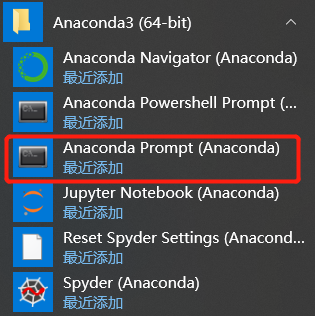 Anaconda3 (64-bit)
Anaconda Navigator (Anaconda)
最近添加
Anaconda Powershell Prompt (...
最近添加
Anaconda Prompt (Anaconda)
最近添加
Jupyter Notebook (Anaconda)
最近添加
Reset Spyder Settings (Anacond...
最近添加
Spyder (Anaconda)
最近添加